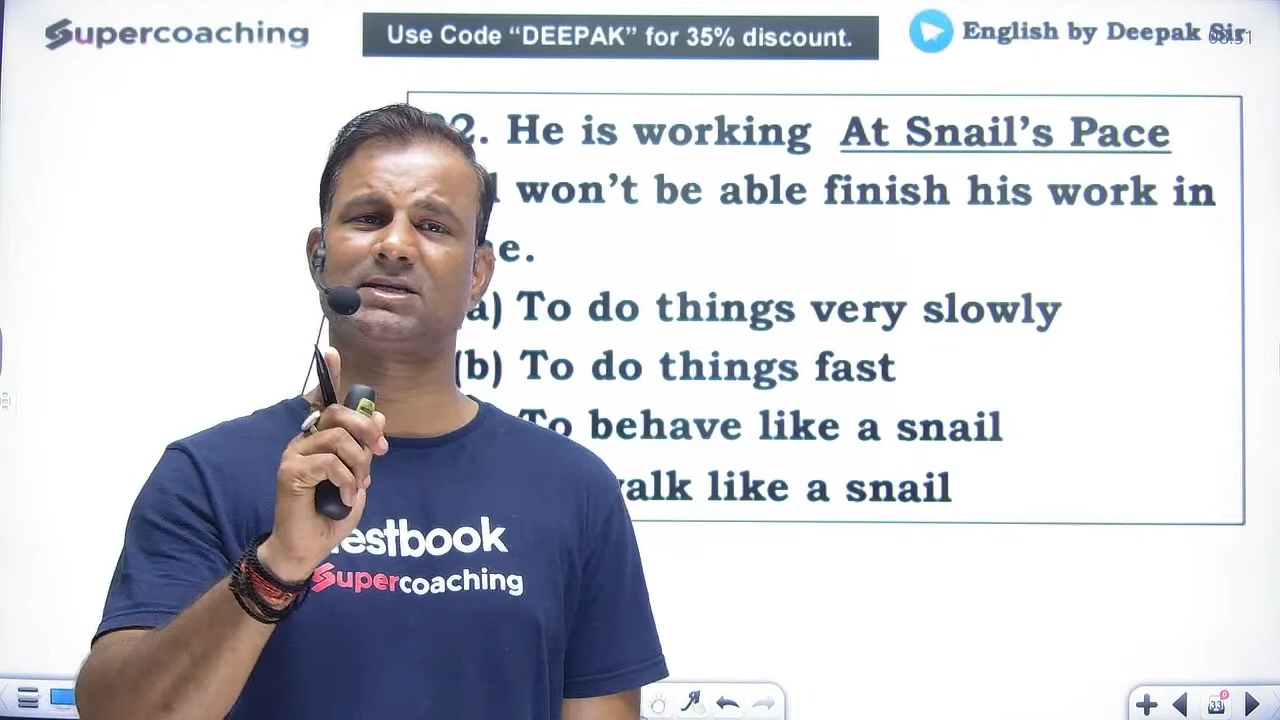 Supercoaching
Use Code “DEEPAK” for 35% discount.
English by Deepak Sir
2. He is working At Snail’s Pace
won’t be able finish his work in
e.
a) To do things very slowly
(b) To do things fast
To behave like a snail
alk like a snail
estbook
Supercoaching
33